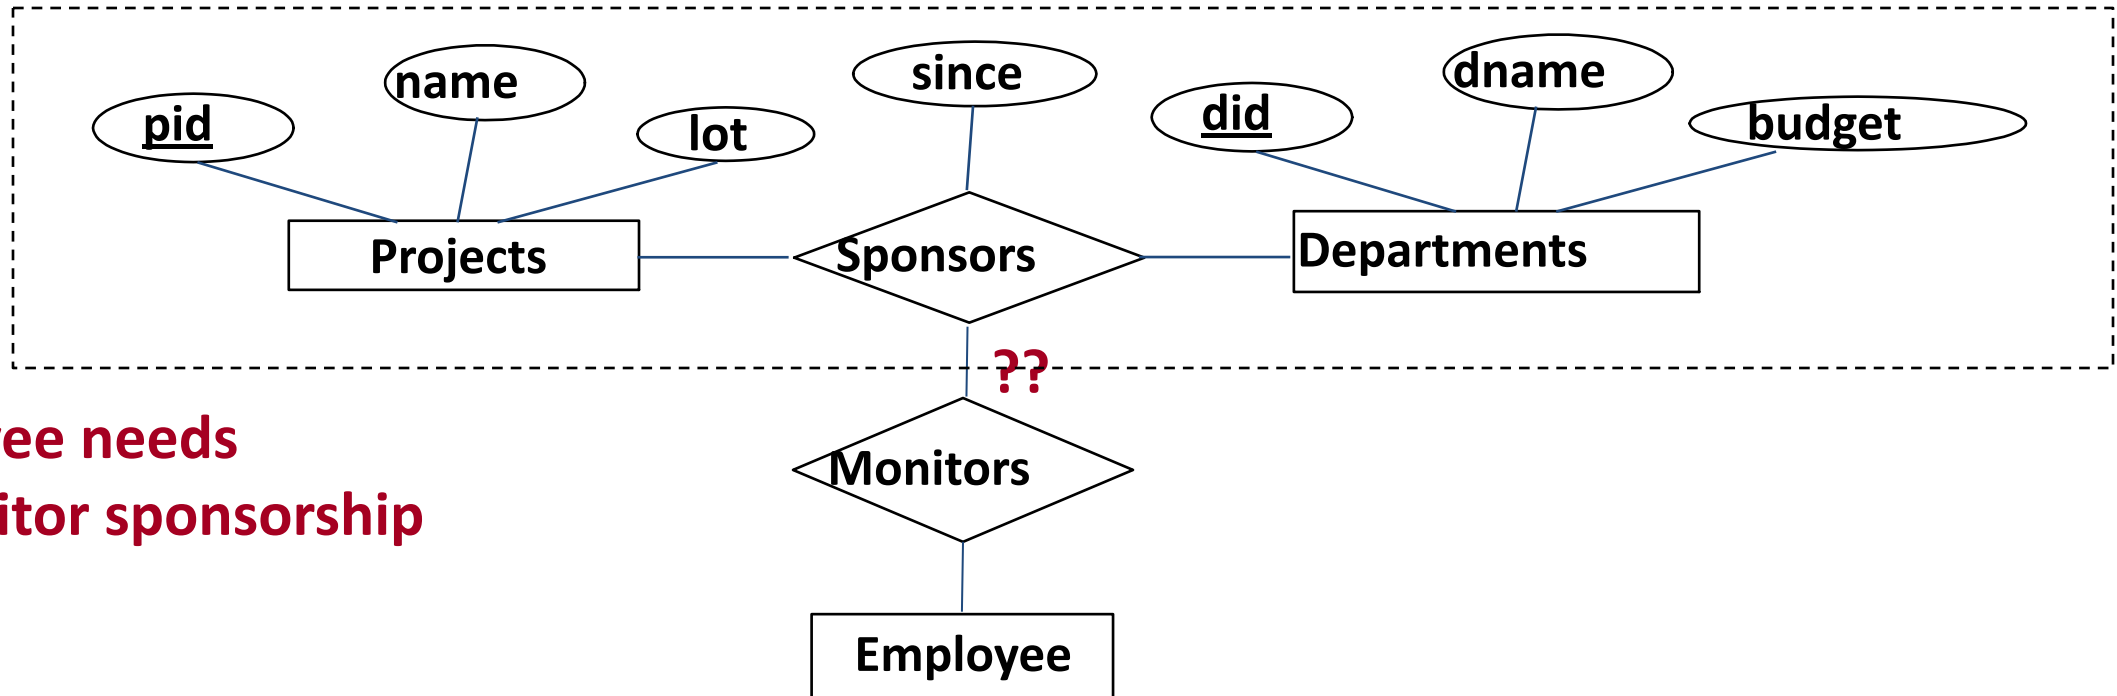 since
dname
name
did
budget
pid
lot
Sponsors
Departments
Projects
??
ee needs
Monitors
itor sponsorship
Employee